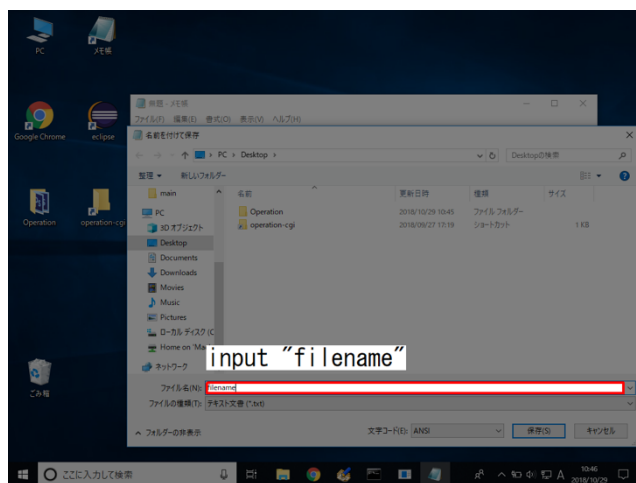 PC
メモ帳
Google Chrome
eclipse
Operation
operation-cgi
ごみ箱
無題 - メモ帳
ファイル(F) 編集(E) 書式(O) 表示(V) ヘルプ(H)
名前を付けて保存
PC › Desktop ›
Desktopの検索
整理 新しいフォルダー
名前 更新日時 種類 サイズ
main
PC
3D オブジェクト
Desktop
Documents
Downloads
Movies
Music
Pictures
ローカル ディスク (C
Home on 'Ma
ネットワーク
Operation 2018/10/29 10:45 ファイル フォルダー
operation-cgi 2018/09/27 17:19 ショートカット 1 KB
input "filename"
ファイル名(N): filename
ファイルの種類(T): テキスト文書 (*.txt)
フォルダーの非表示
文字コード(E): ANSI
保存(S) キャンセル
ここに入力して検索
A
10:46
2018/10/29